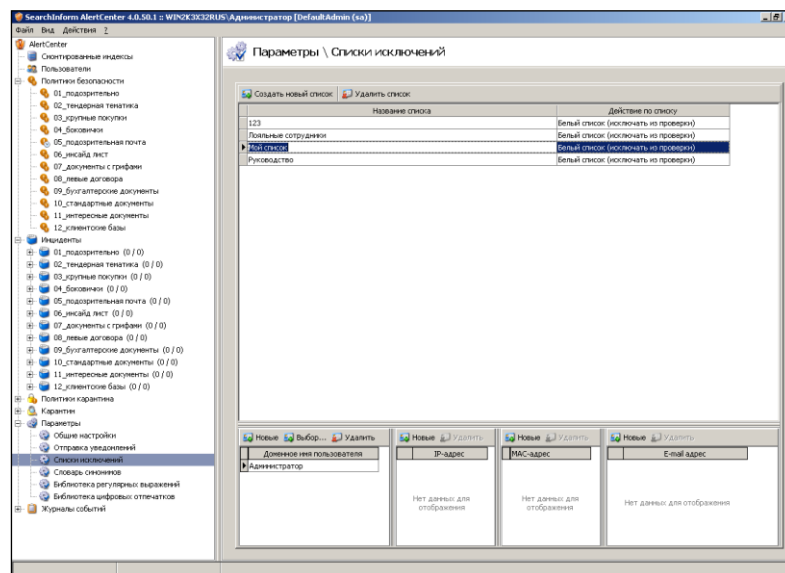 SearchInform AlertCenter 4.0.50.1 :: WIN2K3X32RUS\Администратор [DefaultAdmin (sa)]
Файл Вид Действия ?
AlertCenter
Смонтированные индексы
Пользователи
Политики безопасности
01_подозрительно
02_тендерная тематика
03_крупные покупки
04_боковички
05_подозрительная почта
06_инсайд лист
07_документы с грифами
08_левые договора
09_бухгалтерские документы
10_стандартные документы
11_интересные документы
12_клиентские базы
Инциденты
01_подозрительно (0 / 0)
02_тендерная тематика (0 / 0)
03_крупные покупки (0 / 0)
04_боковички (0 / 0)
05_подозрительная почта (0 / 0)
06_инсайд лист (0 / 0)
07_документы с грифами (0 / 0)
08_левые договора (0 / 0)
09_бухгалтерские документы (0 / 0)
10_стандартные документы (0 / 0)
11_интересные документы (0 / 0)
12_клиентские базы (0 / 0)
Политики карантина
Карантин
Параметры
Общие настройки
Отправка уведомлений
Списки исключений
Словарь синонимов
Библиотека регулярных выражений
Библиотека цифровых отпечатков
Журналы событий
Параметры \ Списки исключений
Создать новый список Удалить список
Название списка Действие по списку
123 Белый список (исключать из проверки)
Лояльные сотрудники Белый список (исключать из проверки)
Мой список Белый список (исключать из проверки)
Руководство Белый список (исключать из проверки)
Новые Выбор... Удалить Новые Удалить Новые Удалить Новые Удалить
Доменное имя пользователя IP-адрес MAC-адрес E-mail адрес
Администратор
Нет данных для отображения
Нет данных для отображения
Нет данных для отображения